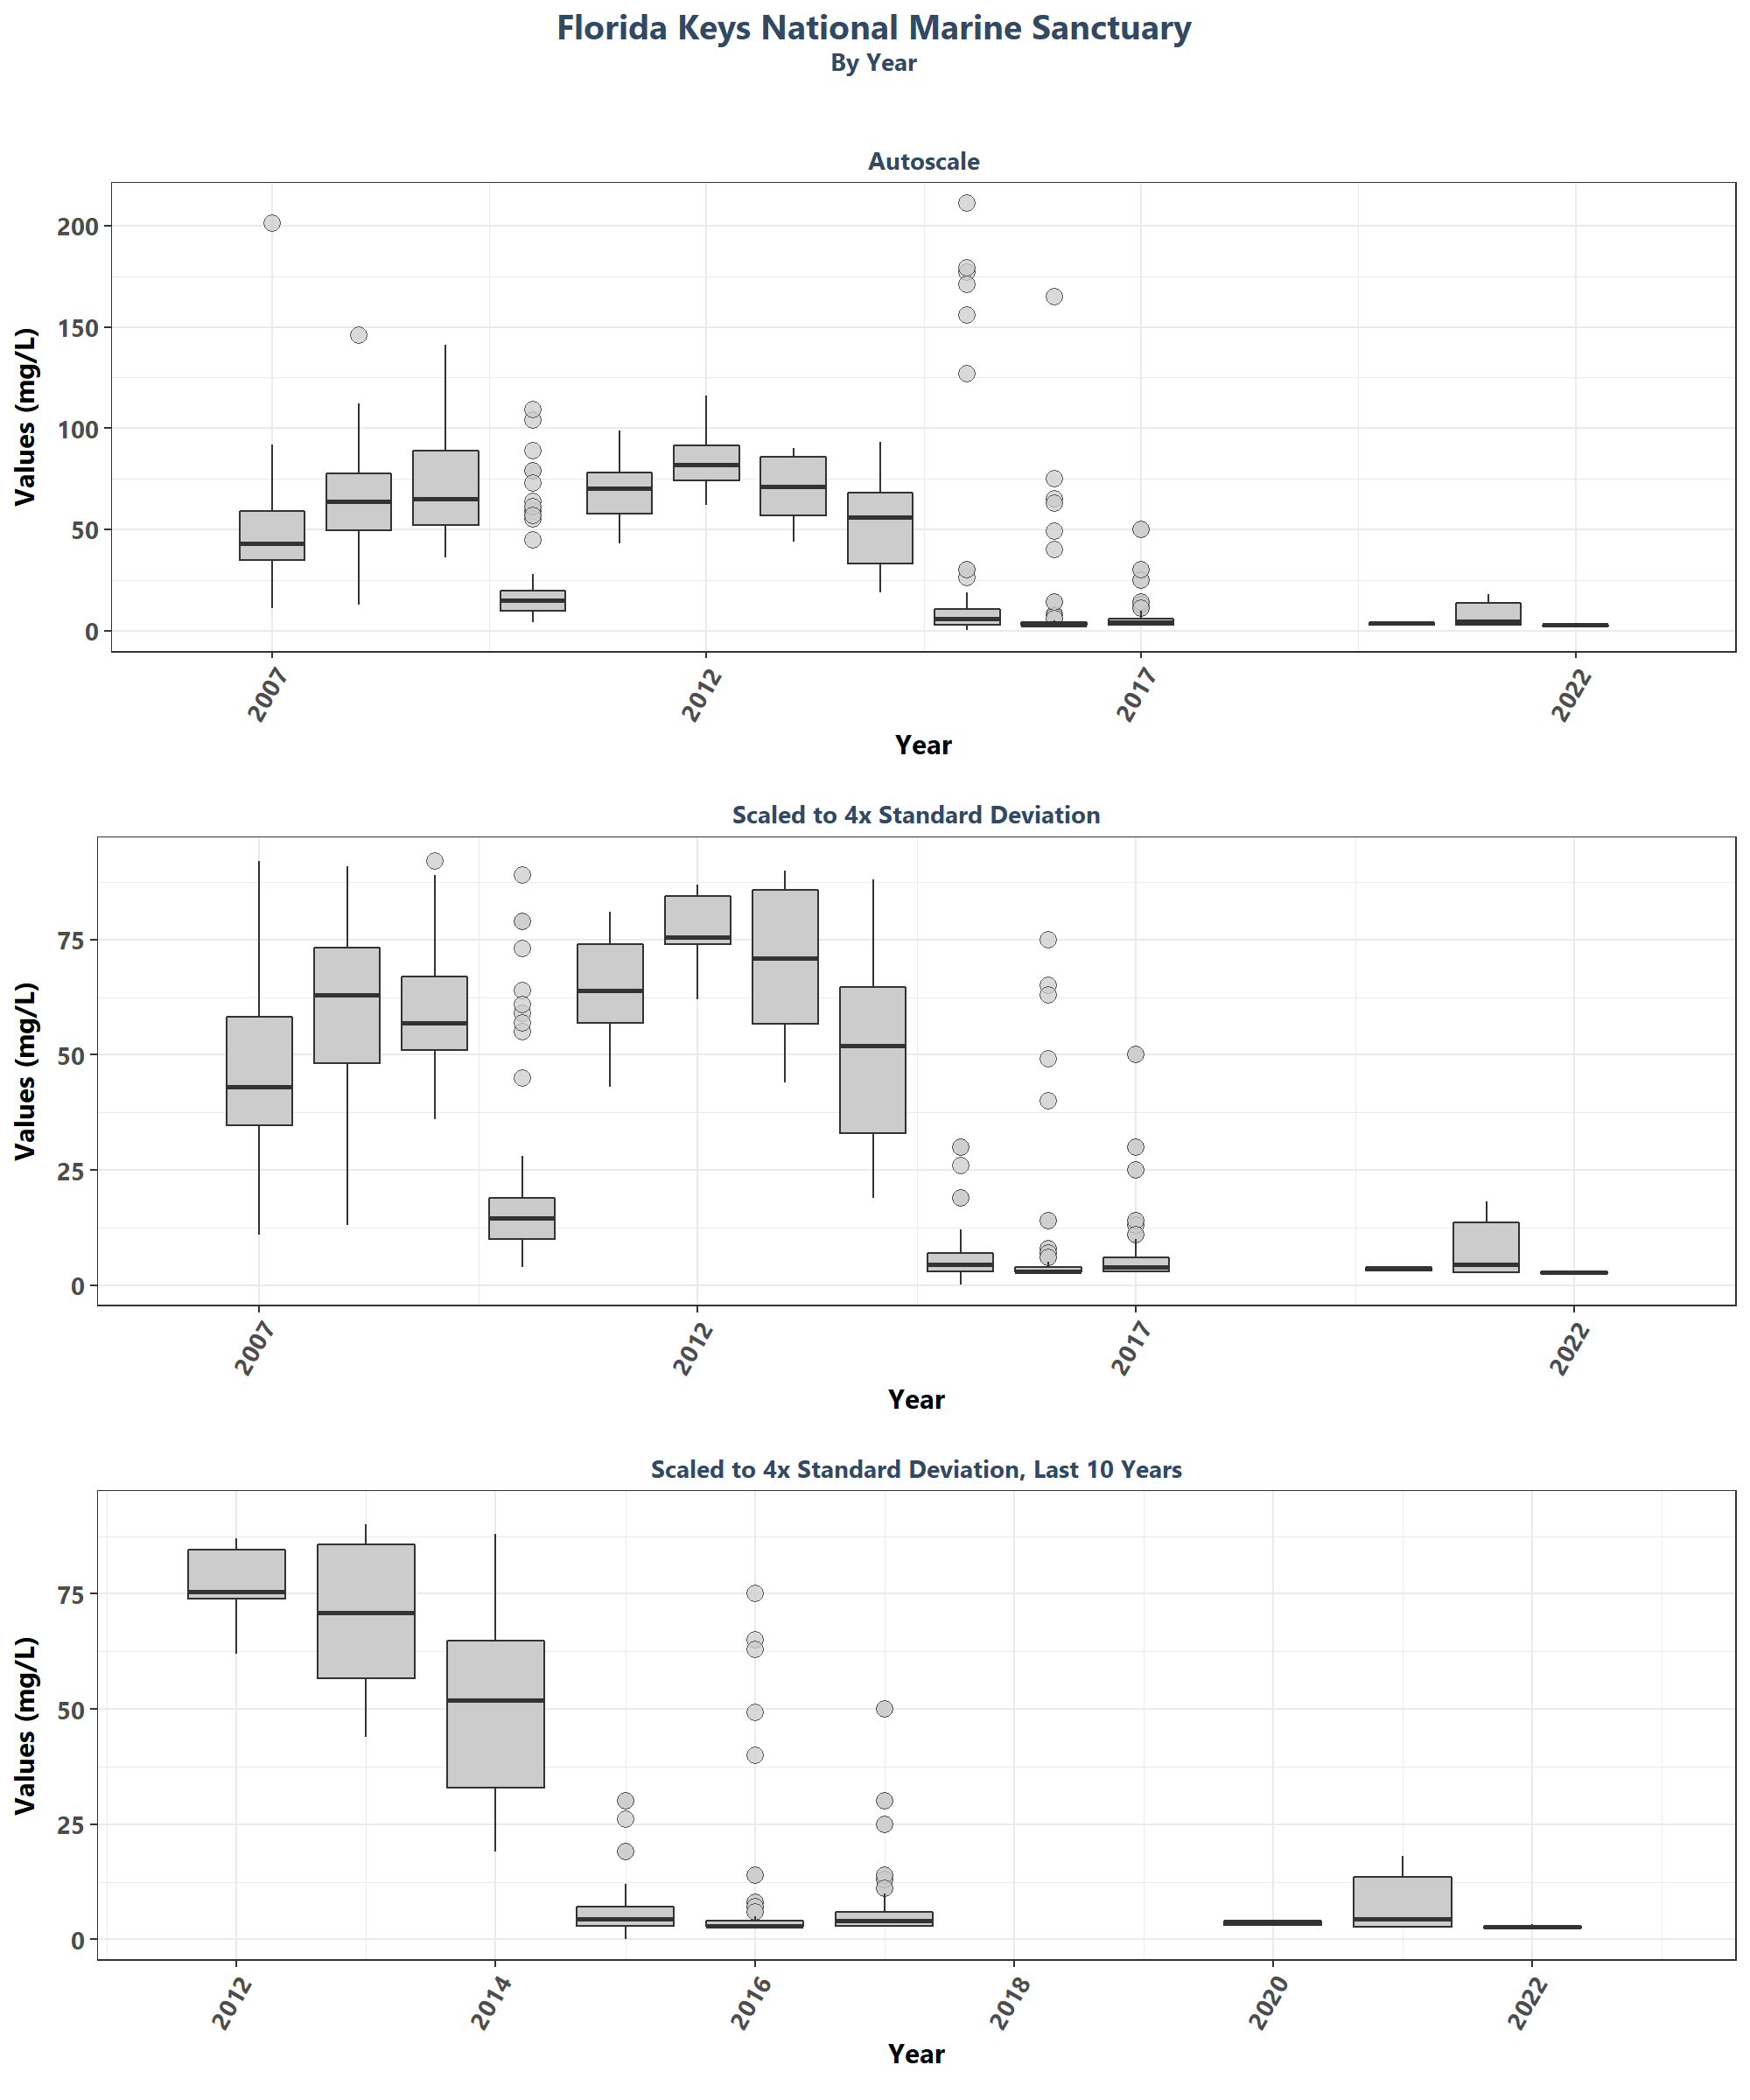 Florida Keys National Marine Sanctuary
By Year
Autoscale
Values (mg/L)
200
150
100
50
0
2007
2012
2017
2022
Year
Scaled to 4x Standard Deviation
Values (mg/L)
75
50
25
0
2007
2012
2017
2022
Year
Scaled to 4x Standard Deviation, Last 10 Years
Values (mg/L)
75
50
25
0
2012
2014
2016
2018
2020
2022
Year